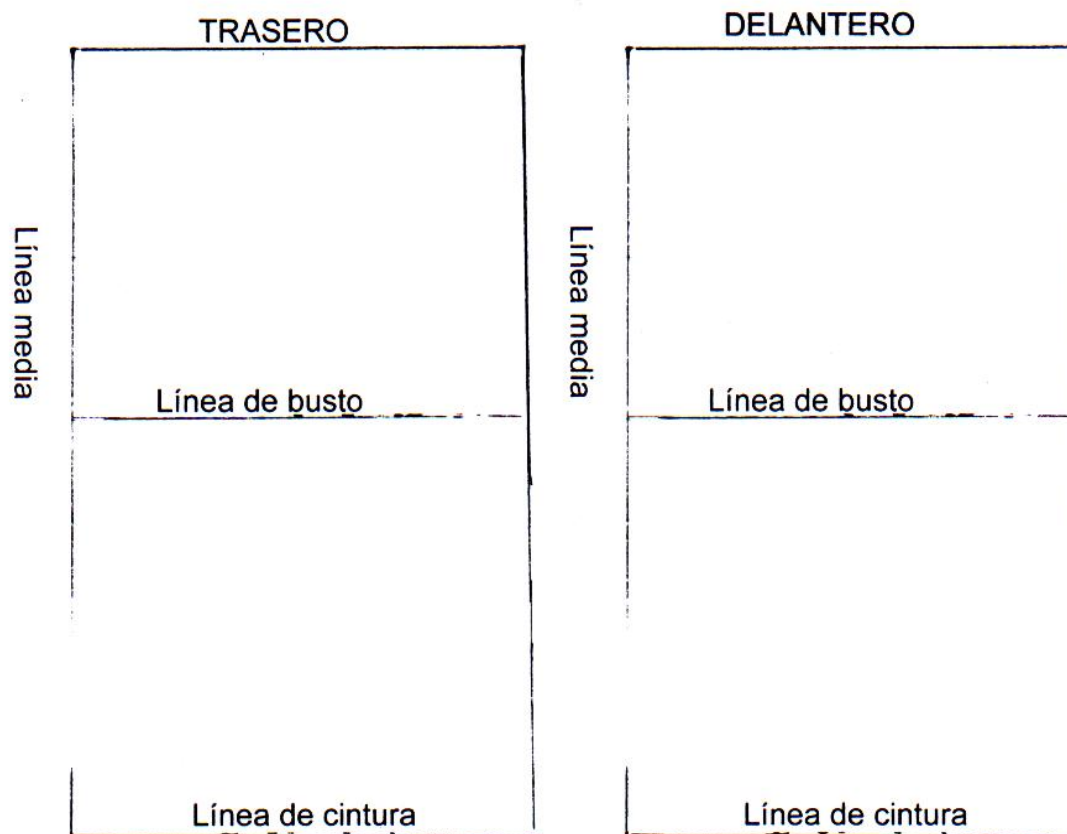 TRASERO
Línea media
Línea de busto
Línea de cintura
DELANTERO
Línea media
Línea de busto
Línea de cintura